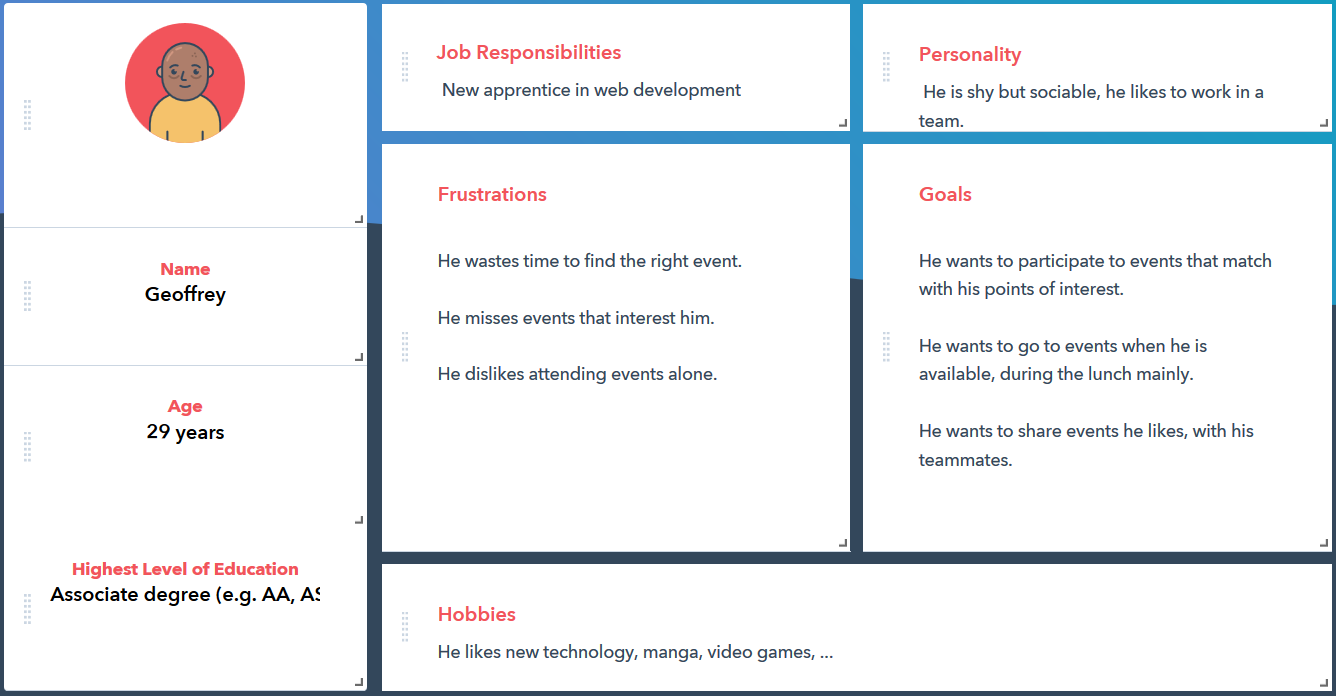 Name
Geoffrey
Age
29 years
Highest Level of Education
Associate degree (e.g. AA, AS
Job Responsibilities
New apprentice in web development
Personality
He is shy but sociable, he likes to work in a
team.
Frustrations
He wastes time to find the right event.
He misses events that interest him.
He dislikes attending events alone.
Goals
He wants to participate to events that match
with his points of interest.
He wants to go to events when he is
available, during the lunch mainly.
He wants to share events he likes, with his
teammates.
Hobbies
He likes new technology, manga, video games, ...